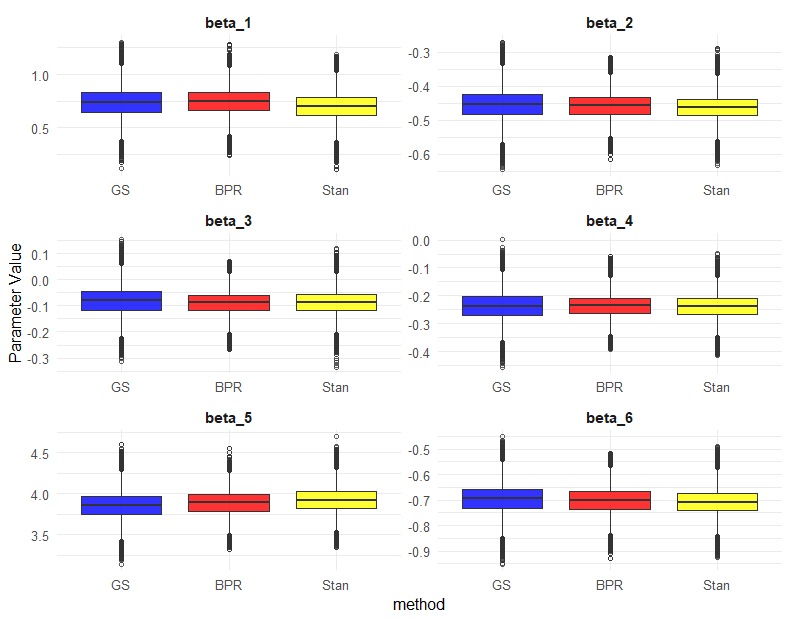 beta_1
beta_2
1.0
0.5
-0.3
-0.4
-0.5
-0.6
GS BPR Stan
GS BPR Stan
beta_3
beta_4
Parameter Value
0.1
0.0
-0.1
-0.2
-0.3
0.0
-0.1
-0.2
-0.3
-0.4
GS BPR Stan
GS BPR Stan
beta_5
beta_6
4.5
4.0
3.5
-0.5
-0.6
-0.7
-0.8
-0.9
GS BPR Stan
GS BPR Stan
method